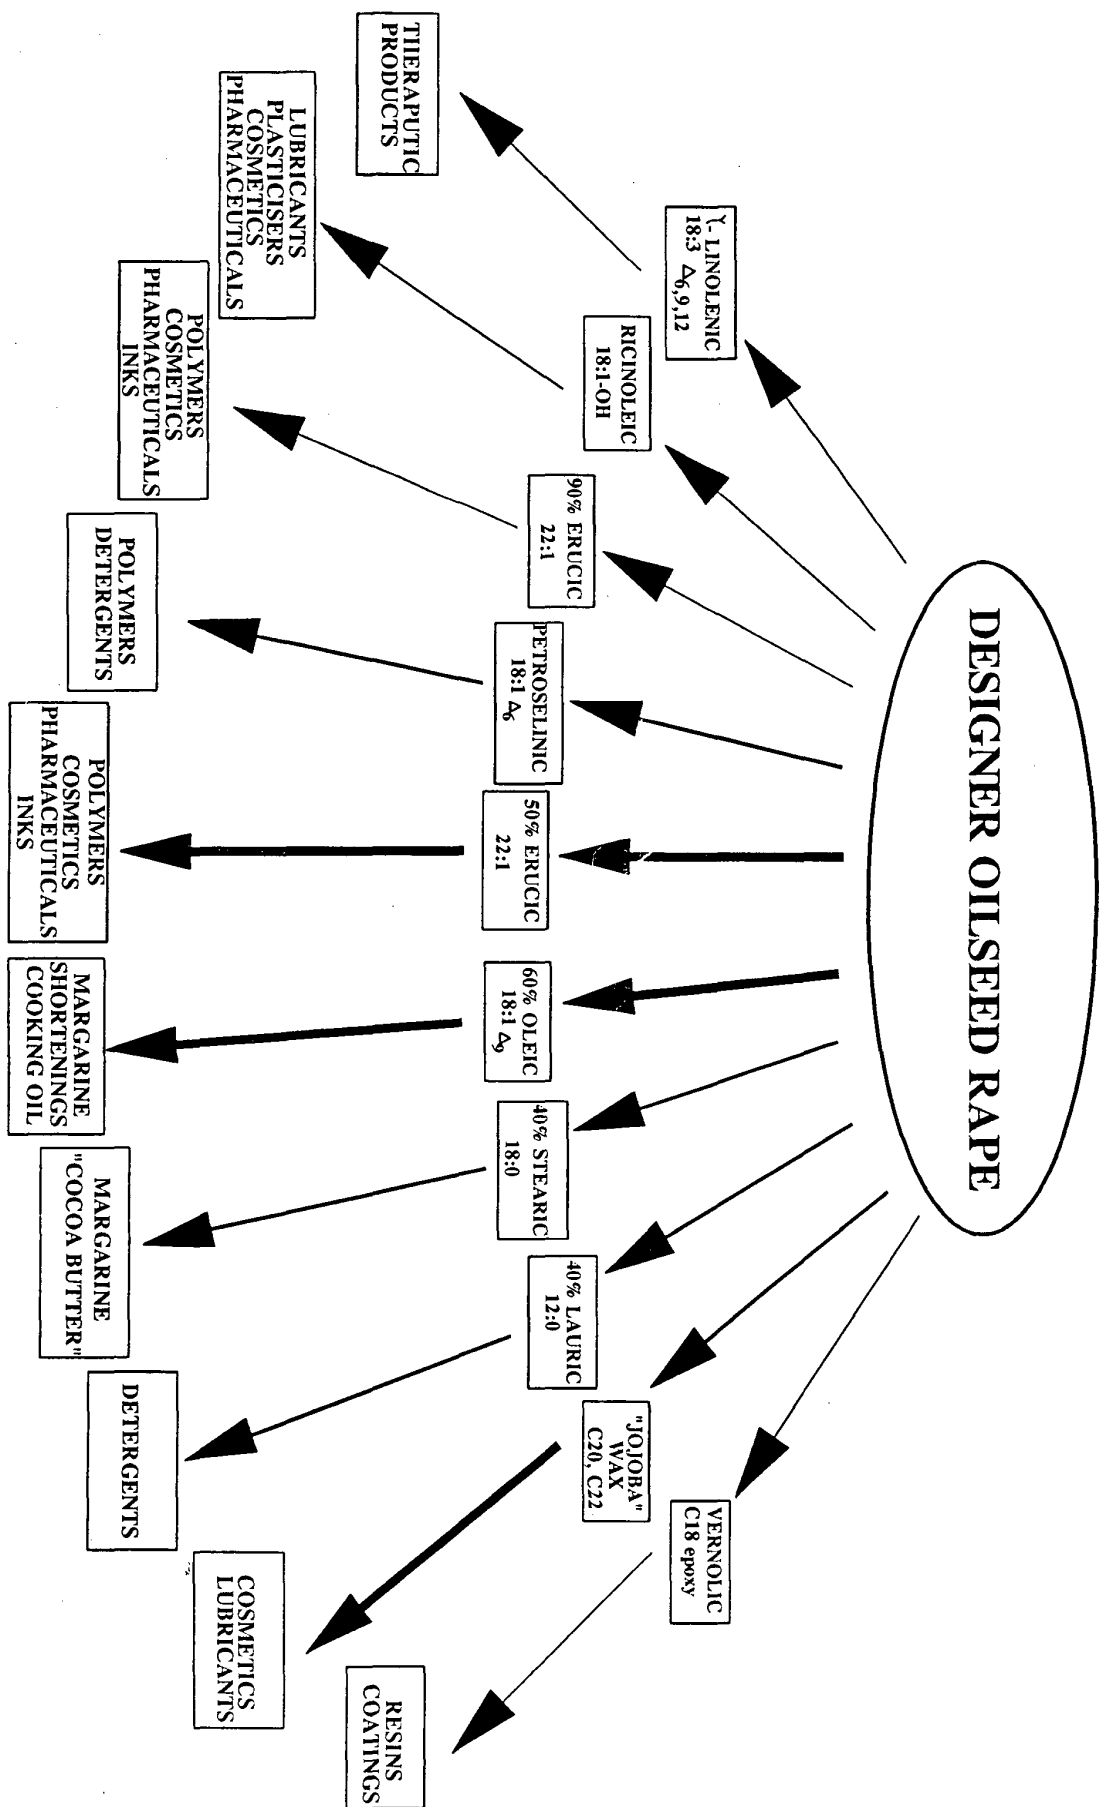 DESIGNER OILSEED RAPE
γ- LINOLENIC
18:3 Δ6,9,12
RICINOLEIC
18:1-OH
90% ERUCIC
22:1
PETROSELINIC
18:1 Δ6
50% ERUCIC
22:1
60% OLEIC
18:1 Δ9
40% STEARIC
18:0
40% LAURIC
12:0
"JOJOBA"
WAX
C20, C22
VERNOLIC
C18 epoxy
THERAPUTIC
PRODUCTS
LUBRICANTS
PLASTICISERS
COSMETICS
PHARMACEUTICALS
POLYMERS
COSMETICS
PHARMACEUTICALS
INKS
POLYMERS
DETERGENTS
POLYMERS
COSMETICS
PHARMACEUTICALS
INKS
MARGARINE
SHORTENINGS
COOKING OIL
MARGARINE
"COCOA BUTTER"
DETERGENTS
COSMETICS
LUBRICANTS
RESINS
COATINGS